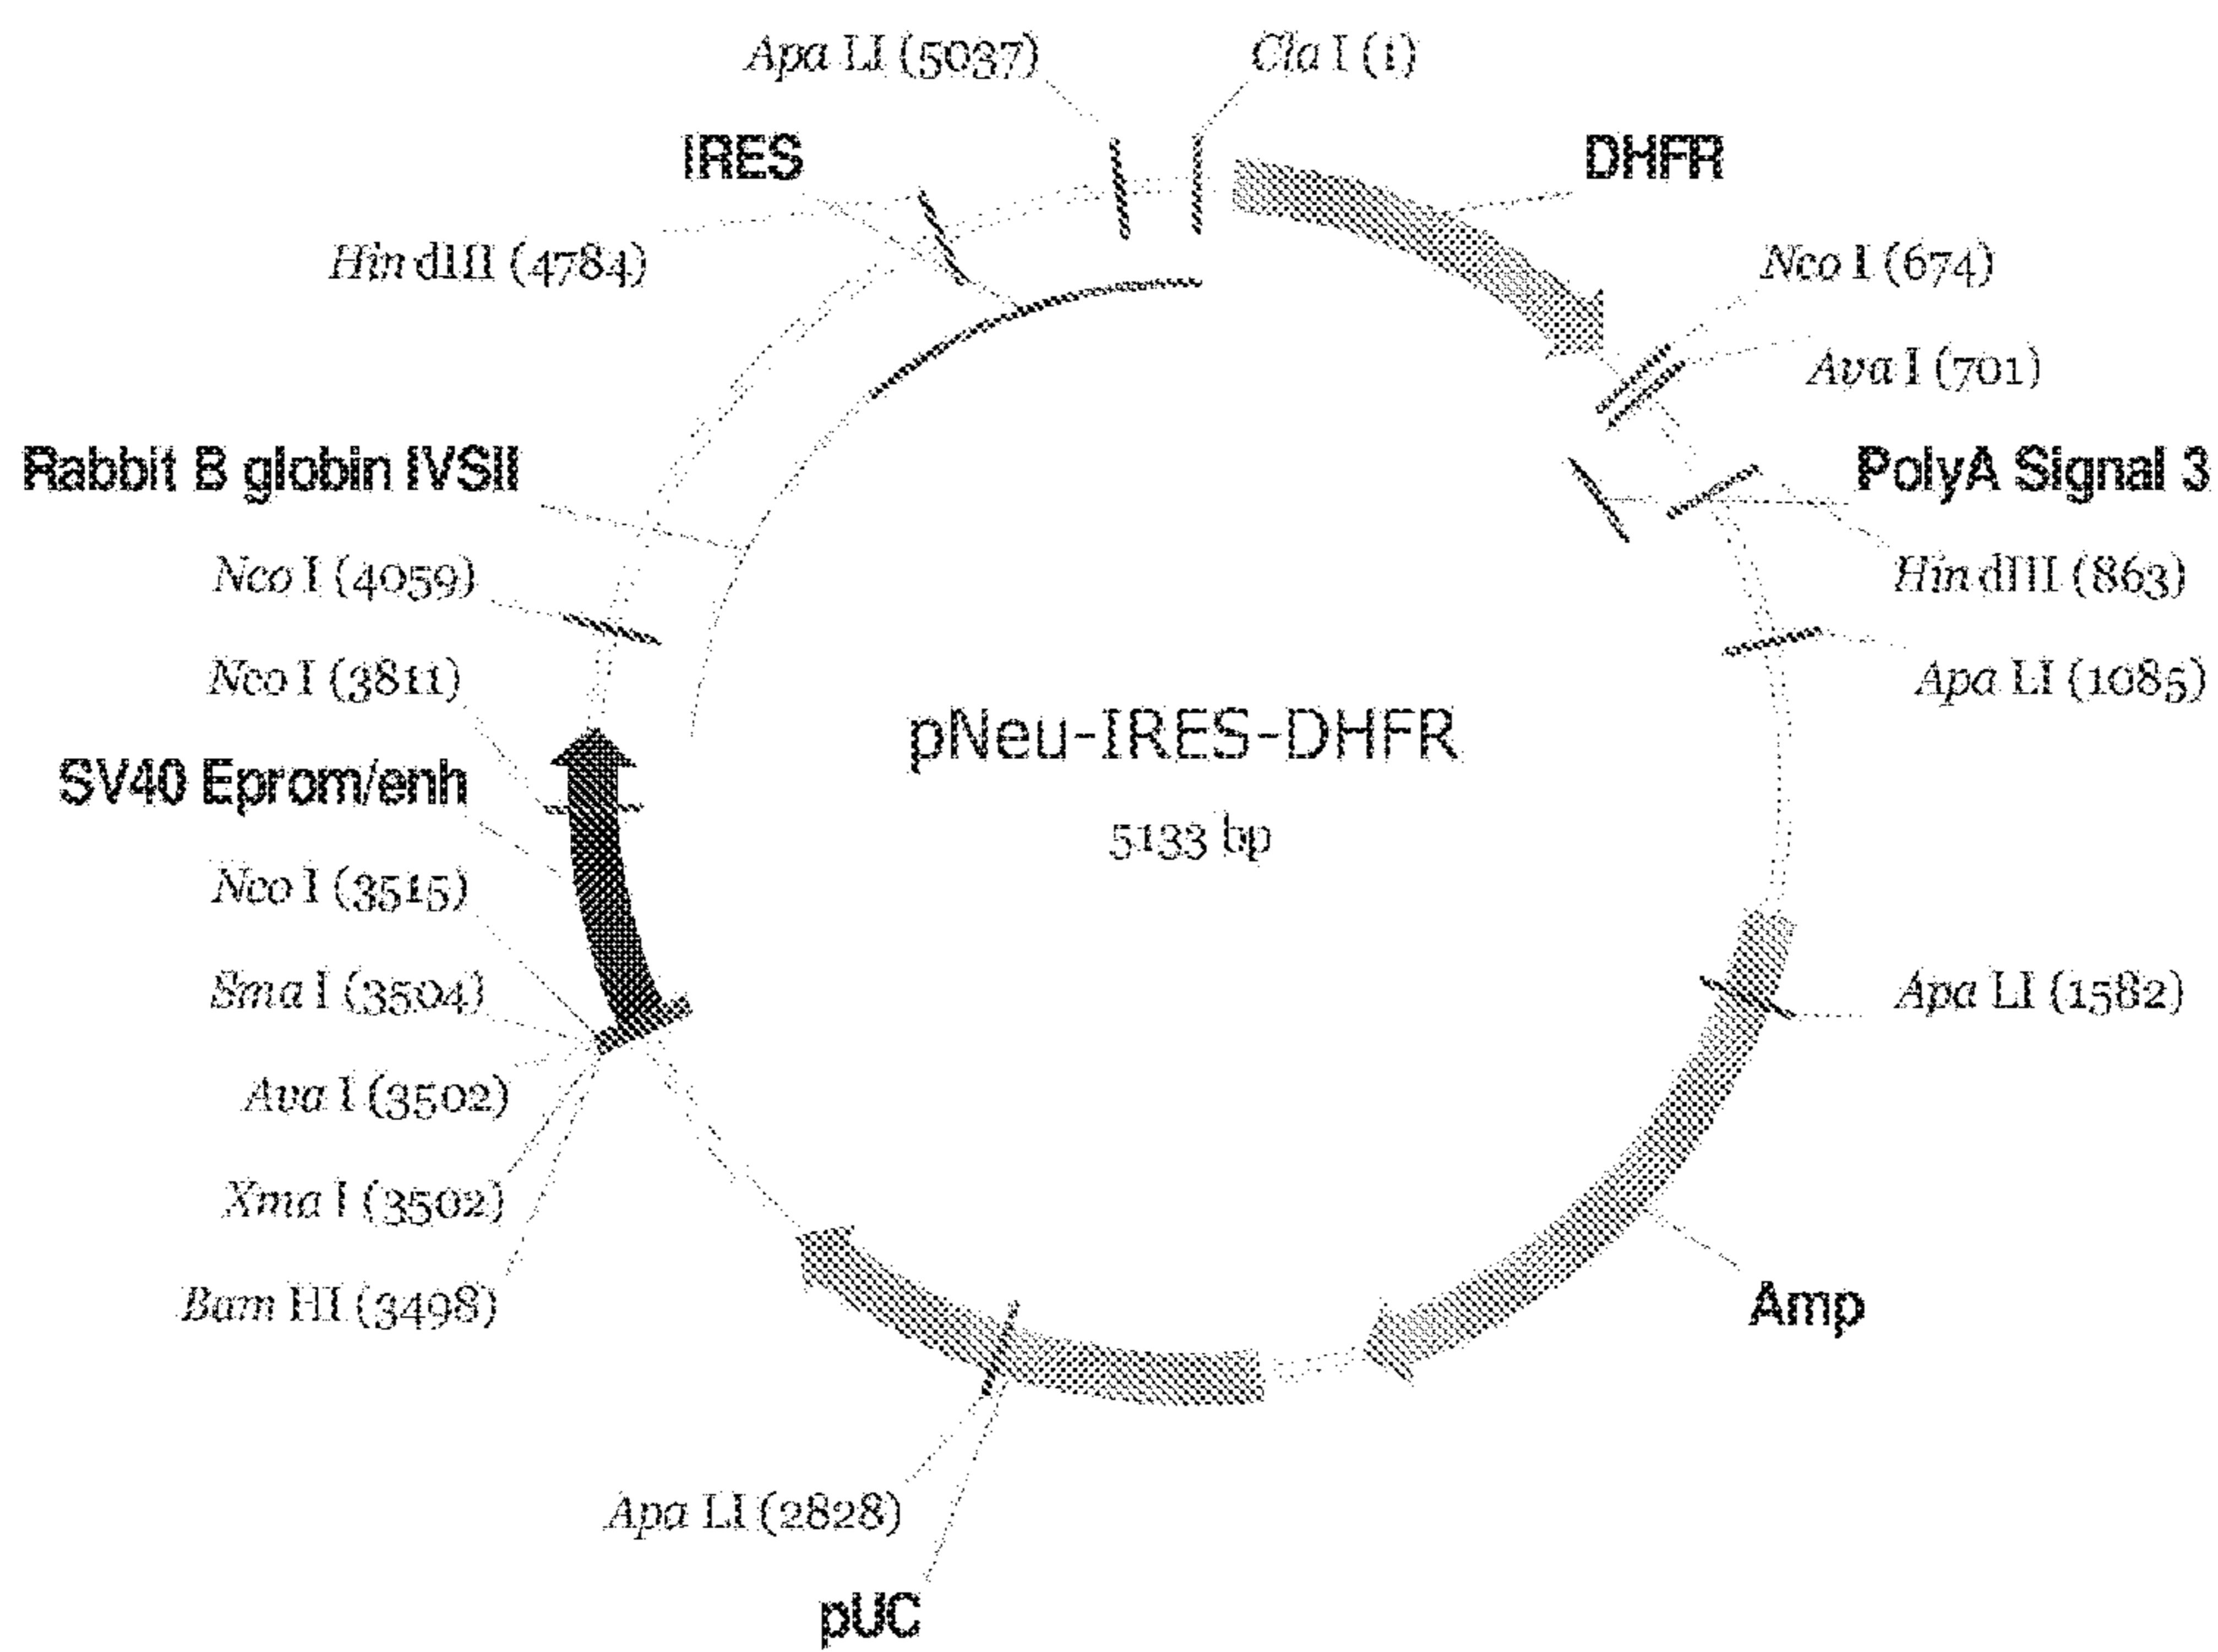 Apa LI (5037)
Cla I (1)
IRES
DHFR
Hin dIII (4784)
Nco I (674)
Ava I (701)
Rabbit B globin IVSII
PolyA Signal 3
Nco I (4059)
Hin dIII (863)
Nco I (3811)
Apa LI (1085)
pNeu-IRES-DHFR
SV40 Eprom/enh
5133 bp
Nco I (3515)
Sma I (3504)
Apa LI (1582)
Ava I (3502)
Xma I (3502)
Bam HI (3498)
Amp
Apa LI (2828)
pUC